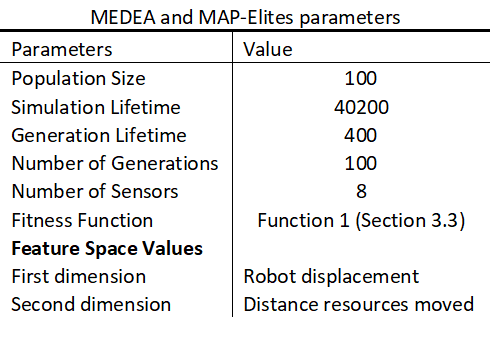 MEDEA and MAP-Elites parameters
Parameters Value
Population Size 100
Simulation Lifetime 40200
Generation Lifetime 400
Number of Generations 100
Number of Sensors 8
Fitness Function Function 1 (Section 3.3)
Feature Space Values
First dimension Robot displacement
Second dimension Distance resources moved